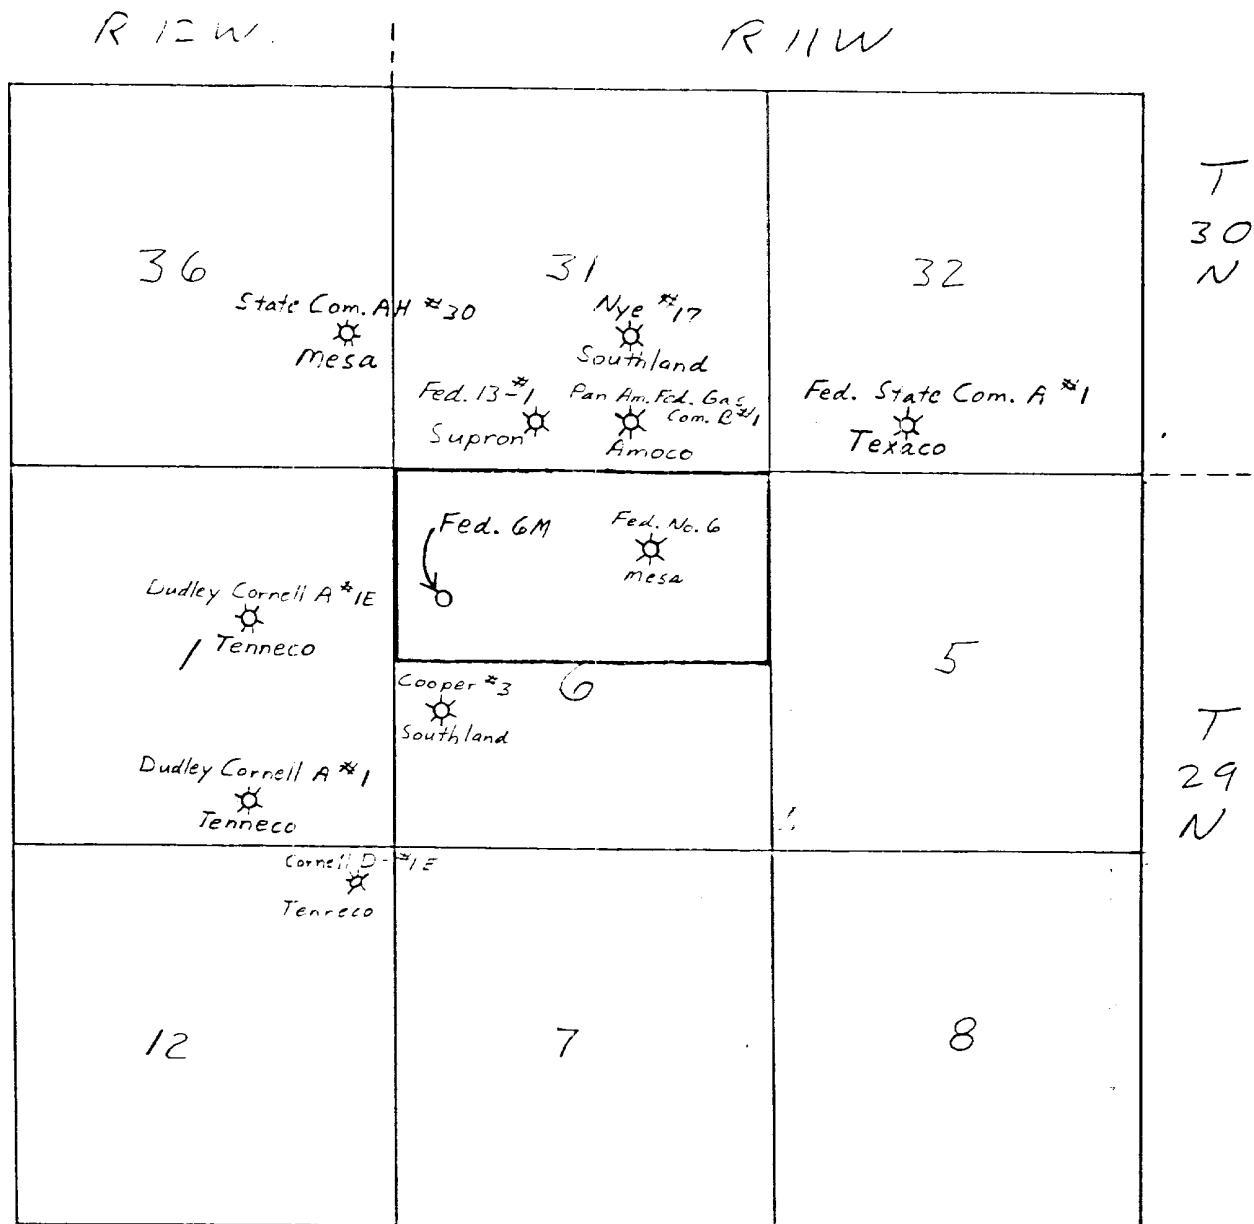 R 12 W. R 11 W
T
30
N
36
31
32
State Com. AH #30
Mesa
Nye #17
Southland
Fed. 13-#1
Supron
Pan Am. Fed. Gas
Com. B #1
Amoco
Fed. State Com. A #1
Texaco
Fed. 6M
Fed. No. 6
mesa
Dudley Cornell A #1E
Tenneco
1
5
6
Cooper #3
Southland
T
29
N
Dudley Cornell A #1
Tenneco
Cornell D-#1E
Tenneco
12
7
8